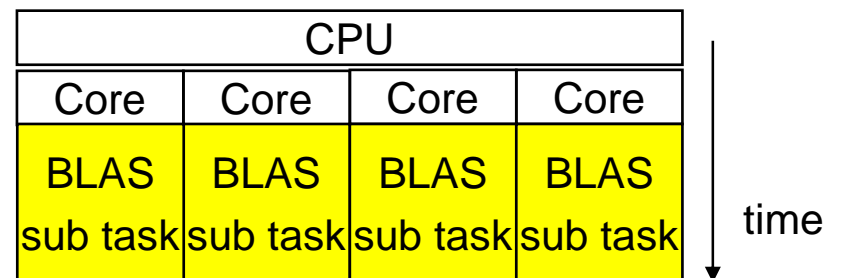 CPU
Core Core Core Core
BLAS BLAS BLAS BLAS
sub task sub task sub task sub task
time